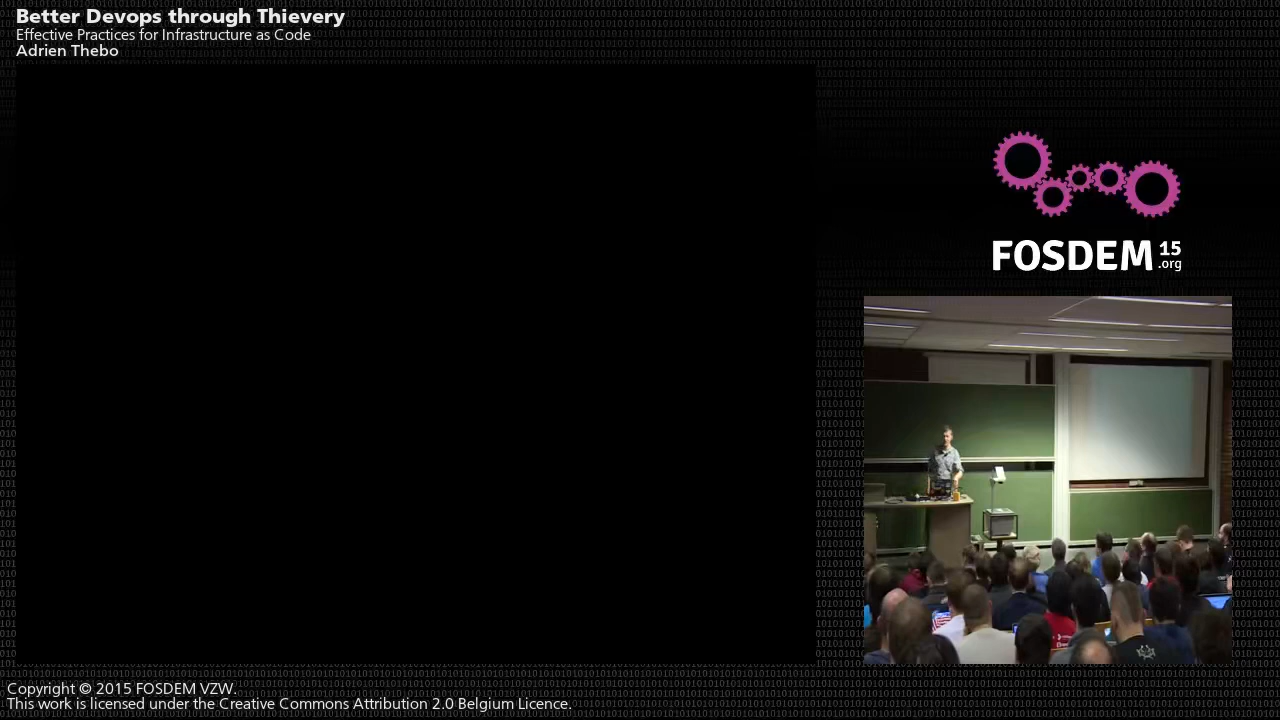 Better Devops through Thievery
Effective Practices for Infrastructure as Code
Adrien Thebo
FOSDEM 15
.org
Copyright © 2015 FOSDEM VZW.
This work is licensed under the Creative Commons Attribution 2.0 Belgium Licence.